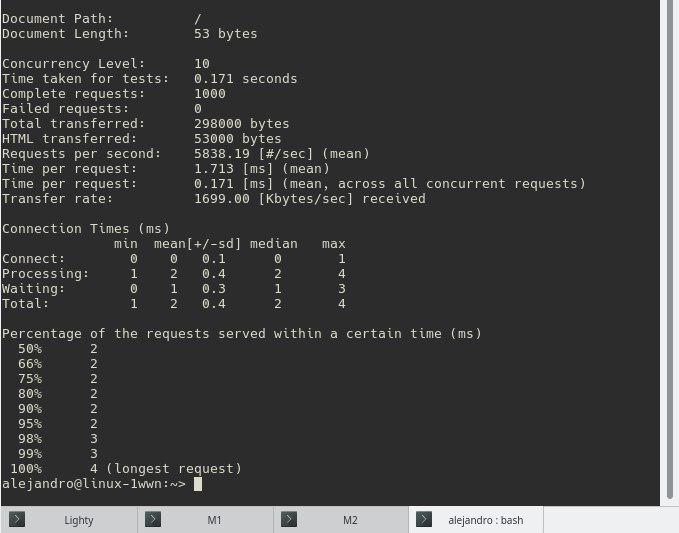 Document Path:          /
Document Length:        53 bytes
Concurrency Level:      10
Time taken for tests:   0.171 seconds
Complete requests:      1000
Failed requests:        0
Total transferred:      298000 bytes
HTML transferred:       53000 bytes
Requests per second:    5838.19 [#/sec] (mean)
Time per request:       1.713 [ms] (mean)
Time per request:       0.171 [ms] (mean, across all concurrent requests)
Transfer rate:          1699.00 [Kbytes/sec] received
Connection Times (ms)
              min  mean[+/-sd] median   max
Connect:        0    0   0.1      0       1
Processing:     1    2   0.4      2       4
Waiting:        0    1   0.3      1       3
Total:          1    2   0.4      2       4
Percentage of the requests served within a certain time (ms)
  50%      2
  66%      2
  75%      2
  80%      2
  90%      2
  95%      2
  98%      3
  99%      3
 100%      4 (longest request)
alejandro@linux-1wwn:~>
Lighty M1 M2 alejandro : bash